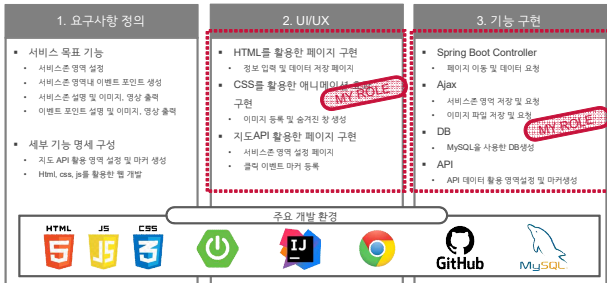 1. 요구사항 정의
▪ 서비스 목표 기능
• 서비스존 영역 설정
• 서비스존 영역내 이벤트 포인트 생성
• 서비스존 설명 및 이미지, 영상 출력
• 이벤트 포인트 설명 및 이미지, 영상 출력
▪ 세부 기능 명세 구성
• 지도 API 활용 영역 설정 및 마커 생성
• Html, css, js를 활용한 웹 개발
2. UI/UX
▪ HTML를 활용한 페이지 구현
• 정보 입력 및 데이터 저장 페이지
▪ CSS를 활용한 애니메이션
구현
MY ROLE
• 이미지 등록 및 숨겨진 창 생성
▪ 지도API 활용한 페이지 구현
• 서비스존 영역 설정 페이지
• 클릭 이벤트 마커 등록
3. 기능 구현
▪ Spring Boot Controller
• 페이지 이동 및 데이터 요청
▪ Ajax
• 서비스존 영역 저장 및 요청
• 이미지 파일 저장 및 요청
MY ROLE
▪ DB
• MySQL을 사용한 DB생성
▪ API
• API 데이터 활용 영역설정 및 마커생성
주요 개발 환경
HTML
5
JS
JS
CSS
3
IJ
GitHub
MySQL